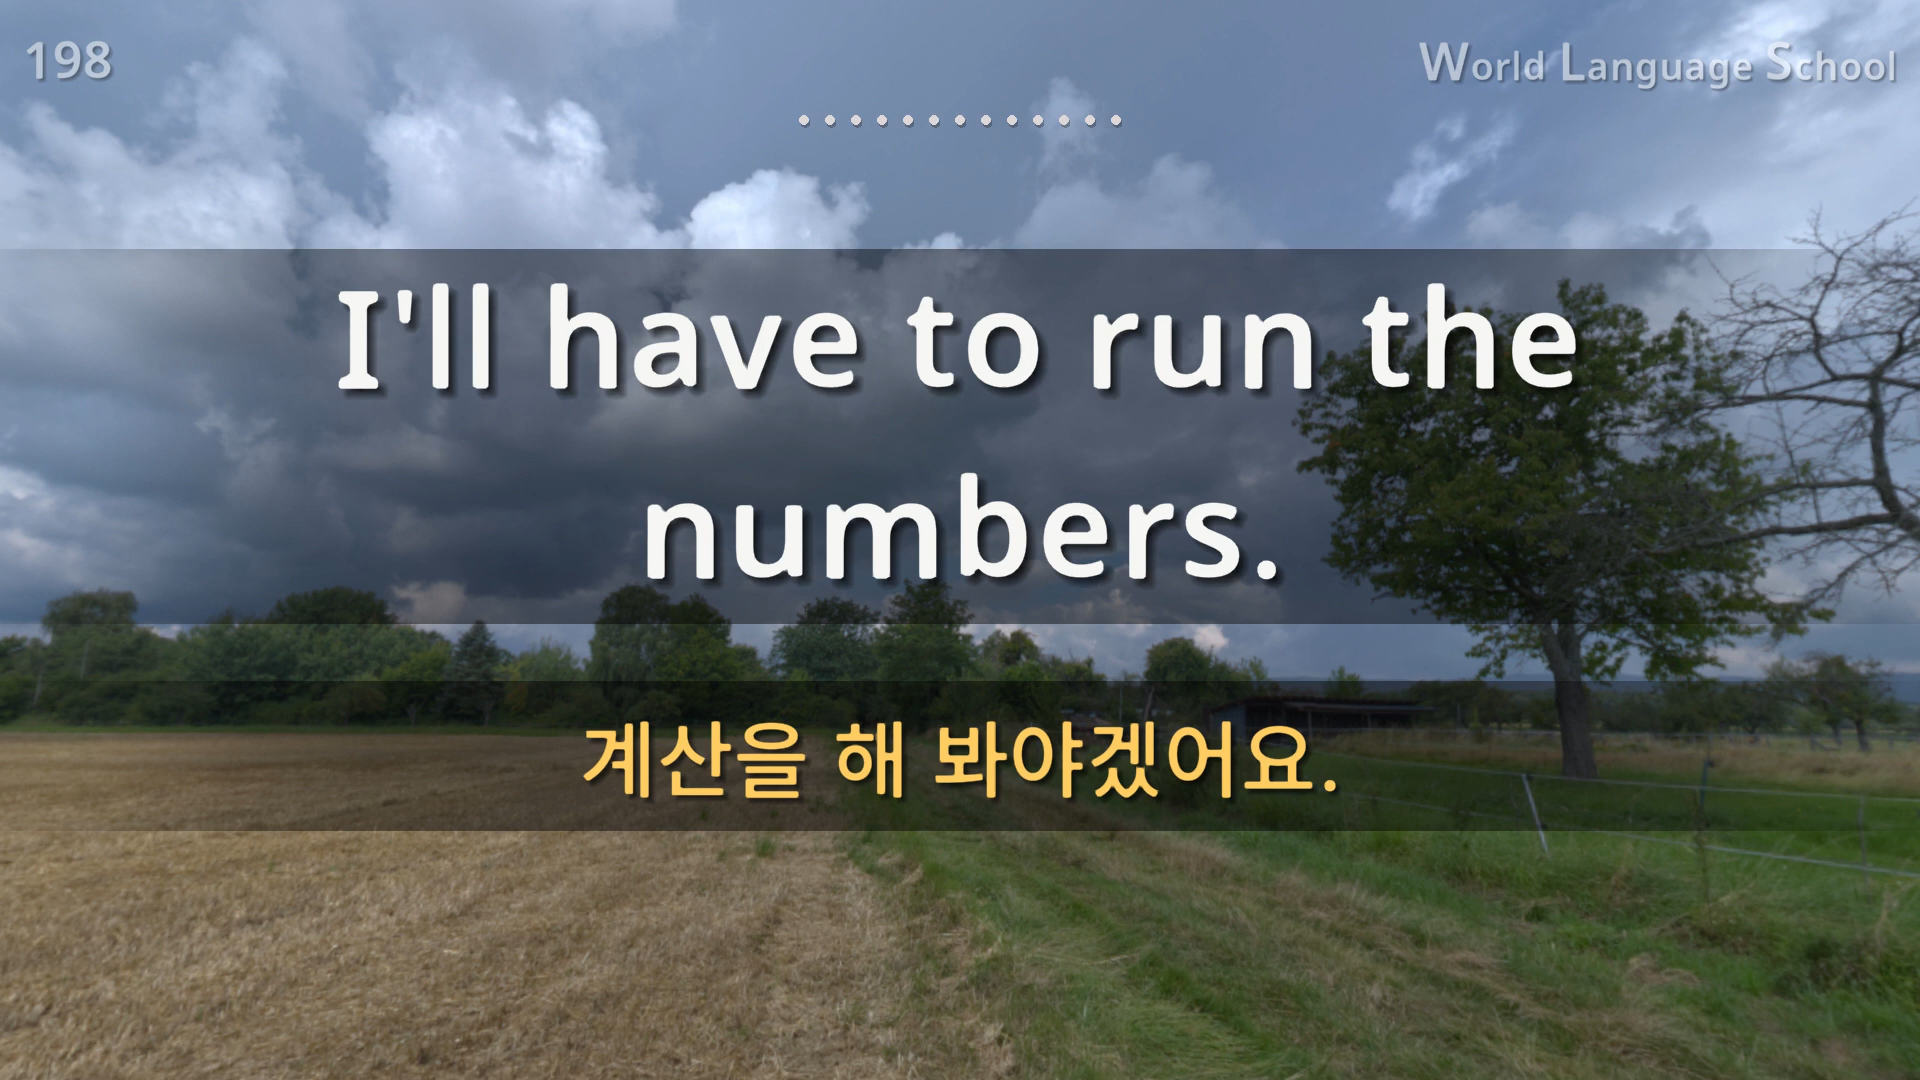 198
World Language School
I'll have to run the
numbers.
계산을 해 봐야겠어요.